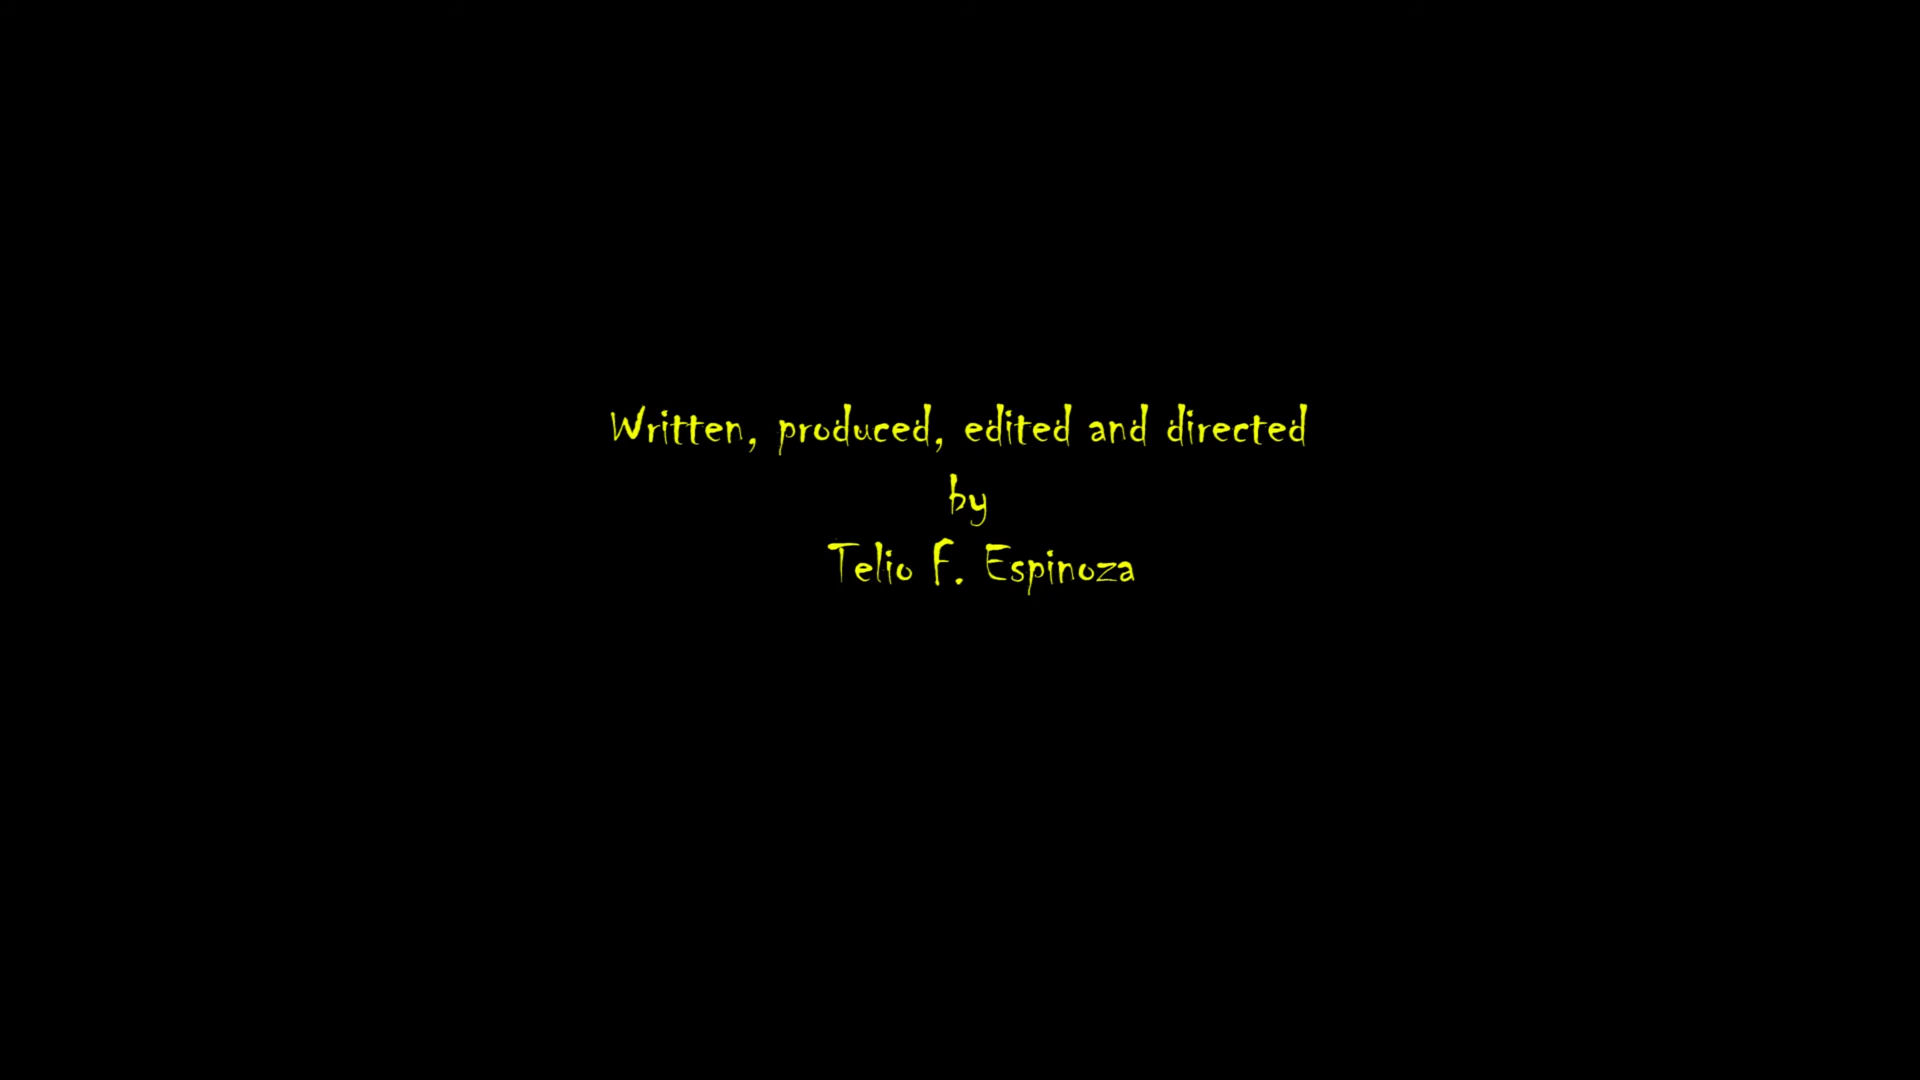 Written, produced, edited and directed
by
Telio F. Espinoza